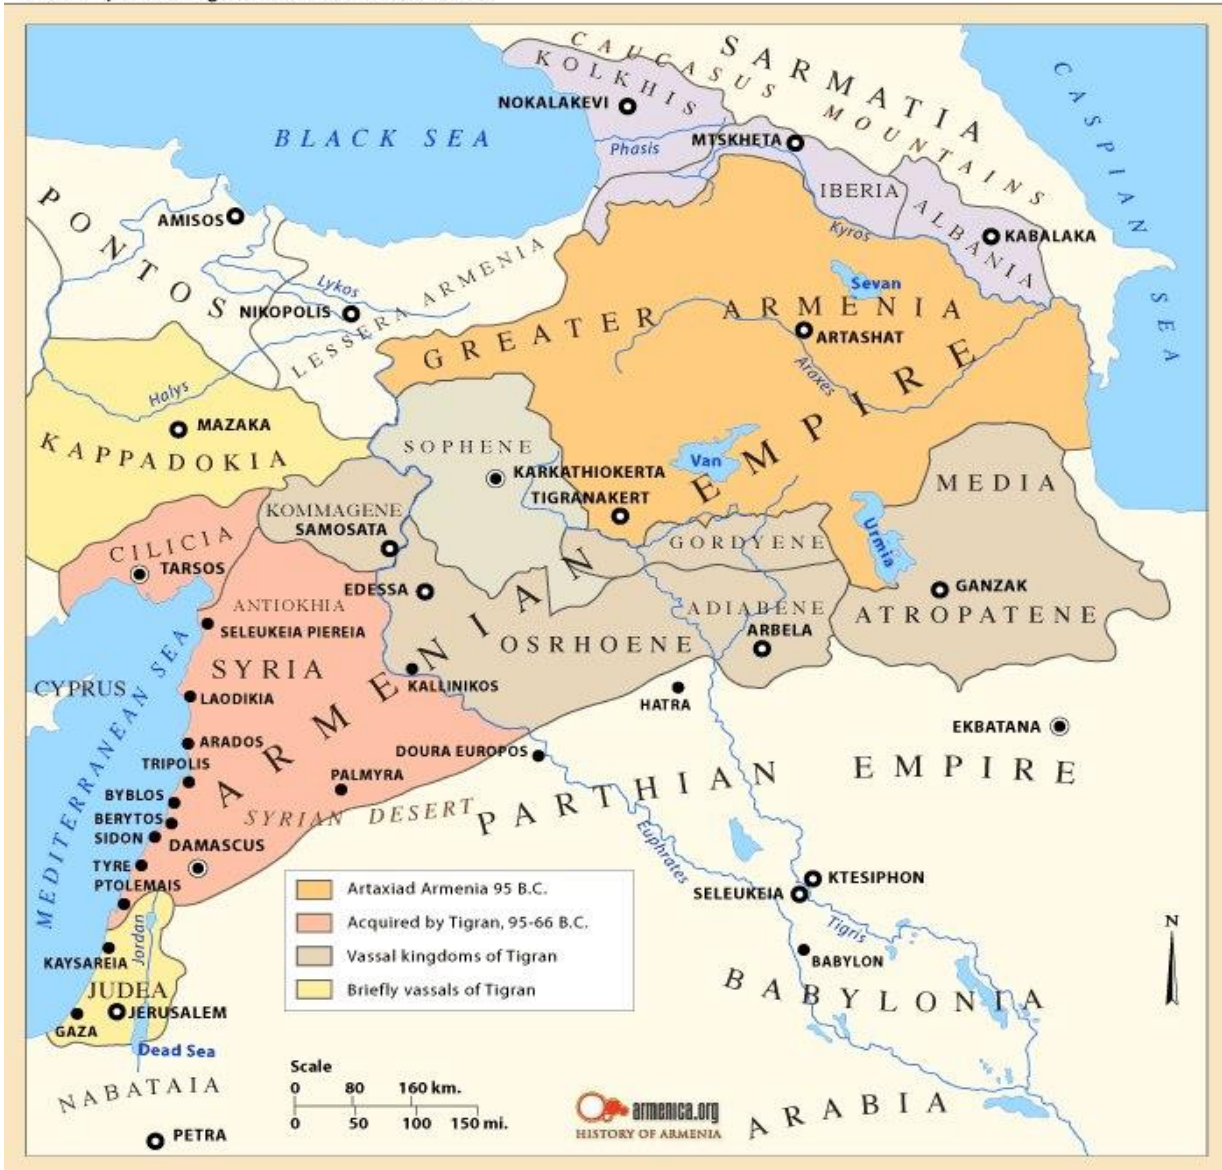 SARMATIA
CAUCASUS MOUNTAINS
CASPIAN SEA
KOLKHIS
NOKALAKEVI
BLACK SEA
Phasis
MTSKHETA
IBERIA
ALBANIA
KABALAKA
Kyros
PONTOS
AMISOS
Lykos
NIKOPOLIS
LESSERA ARMENIA
Sevan
GREATER ARMENIA
ARTASHAT
Araxes
Halys
MAZAKA
KAPPADOKIA
ARMENIAN EMPIRE
SOPHENE
KARKATHIOKERTA
TIGRANAKERT
Van
MEDIA
ATROPATENE
Urmia
GANZAK
KOMMAGENE
SAMOSATA
GORDYENE
CILICIA
TARSOS
EDESSA
ADIABENE
ARBELA
OSRHOENE
ANTIOKHIA
SELEUKEIA PIEREIA
SYRIA
CYPRUS
MEDITERRANEAN SEA
LAODIKIA
KALLINIKOS
HATRA
EKBATANA
ARADOS
TRIPOLIS
DOURA EUROPOS
PALMYRA
BYBLOS
BERYTOS
SIDON
SYRIAN DESERT
PARTHIAN EMPIRE
DAMASCUS
TYRE
PTOLEMAIS
Euphrates
KTESIPHON
SELEUKEIA
Tigris
BABYLON
BABYLONIA
Jordan
KAYSAREIA
JUDEA
JERUSALEM
GAZA
Dead Sea
NABATAIA
PETRA
ARABIA
Artaxiad Armenia 95 B.C.
Acquired by Tigran, 95-66 B.C.
Vassal kingdoms of Tigran
Briefly vassals of Tigran
N
Scale
0 80 160 km.
0 50 100 150 mi.
armenica.org
HISTORY OF ARMENIA